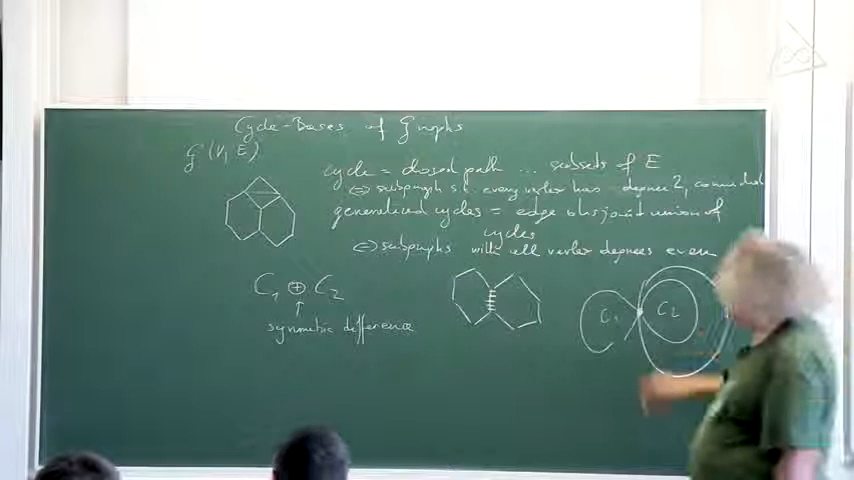 Cycle-Bases of Graphs
G (V, E)
cycle = closed path ... subsets of E
⇔ subgraph s.t. every vertex has degree 2, connected
generalized cycles = edge disjoint union of
cycles
⇔ subgraphs with all vertex degrees even
C1 ⊕ C2
↑
symmetric difference
C1
C2